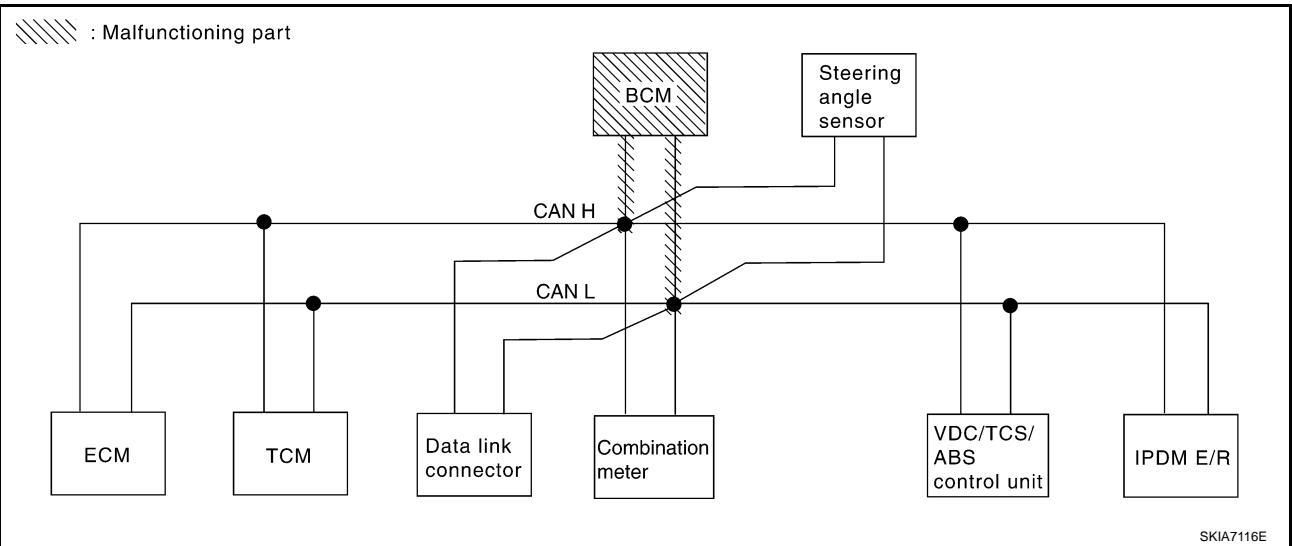 : Malfunctioning part
BCM
Steering
angle
sensor
CAN H
CAN L
ECM
TCM
Data link
connector
Combination
meter
VDC/TCS/
ABS
control unit
IPDM E/R
SKIA7116E